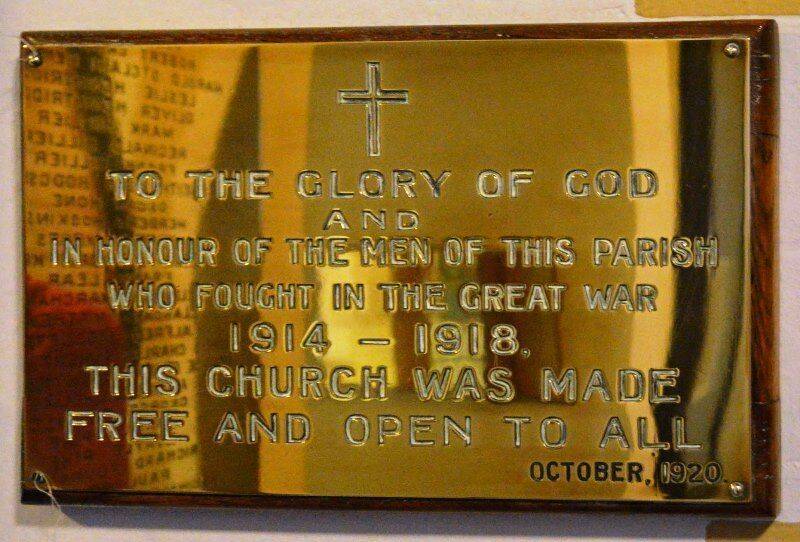 TO THE GLORY OF GOD
AND
IN HONOUR OF THE MEN OF THIS PARISH
WHO FOUGHT IN THE GREAT WAR
1914 – 1918,
THIS CHURCH WAS MADE
FREE AND OPEN TO ALL
OCTOBER, 1920.